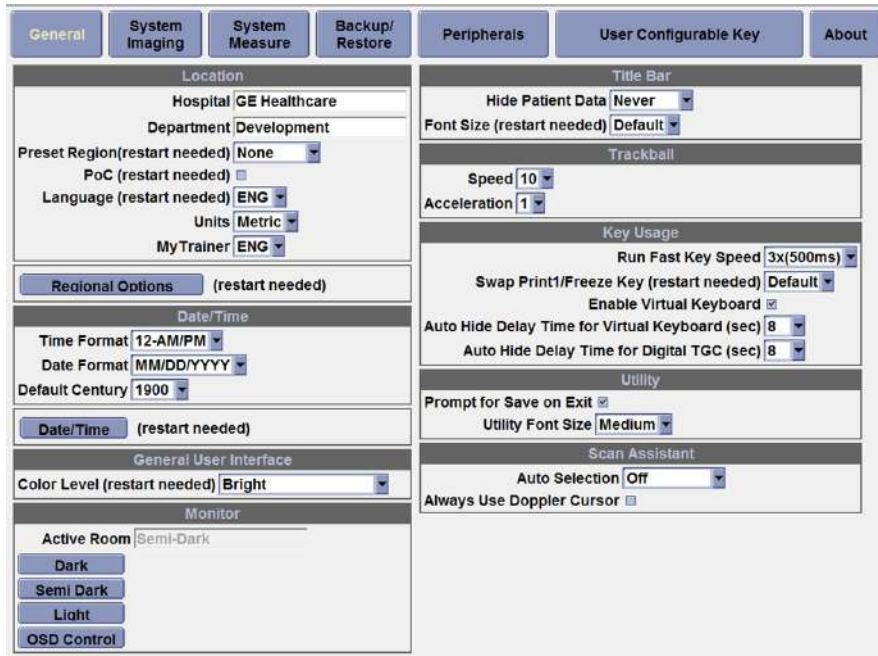 General
System Imaging
System Measure
Backup/ Restore
Peripherals
User Configurable Key
About
Location
Hospital GE Healthcare
Department Development
Preset Region(restart needed) None
PoC (restart needed)
Language (restart needed) ENG
Units Metric
MyTrainer ENG
Regional Options (restart needed)
Date/Time
Time Format 12-AM/PM
Date Format MM/DD/YYYY
Default Century 1900
Date/Time (restart needed)
General User Interface
Color Level (restart needed) Bright
Monitor
Active Room Semi-Dark
Dark
Semi Dark
Light
OSD Control
Title Bar
Hide Patient Data Never
Font Size (restart needed) Default
Trackball
Speed 10
Acceleration 1
Key Usage
Run Fast Key Speed 3x(500ms)
Swap Print1/Freeze Key (restart needed) Default
Enable Virtual Keyboard
Auto Hide Delay Time for Virtual Keyboard (sec) 8
Auto Hide Delay Time for Digital TGC (sec) 8
Utility
Prompt for Save on Exit
Utility Font Size Medium
Scan Assistant
Auto Selection Off
Always Use Doppler Cursor